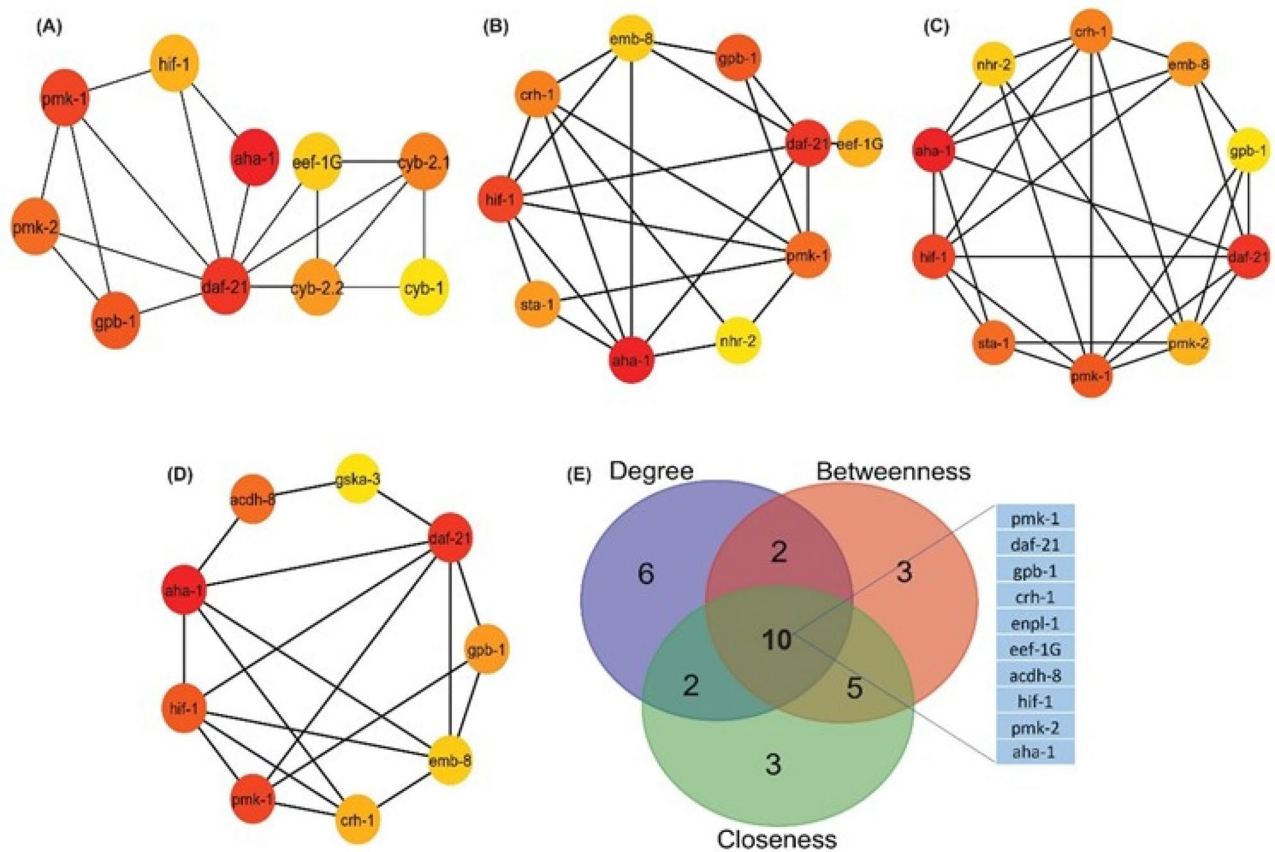 (A)
hif-1
pmk-1
aha-1
eef-1G
cyb-2.1
pmk-2
daf-21
cyb-2.2
cyb-1
gpb-1
(B)
emb-8
gpb-1
crh-1
daf-21
eef-1G
hif-1
pmk-1
sta-1
nhr-2
aha-1
(C)
crh-1
nhr-2
emb-8
aha-1
gpb-1
hif-1
daf-21
sta-1
pmk-2
pmk-1
(D)
gska-3
acdh-8
daf-21
aha-1
gpb-1
hif-1
emb-8
pmk-1
crh-1
(E)
Degree
Betweenness
6
2
3
10
2
5
3
Closeness
pmk-1
daf-21
gpb-1
crh-1
enpl-1
eef-1G
acdh-8
hif-1
pmk-2
aha-1